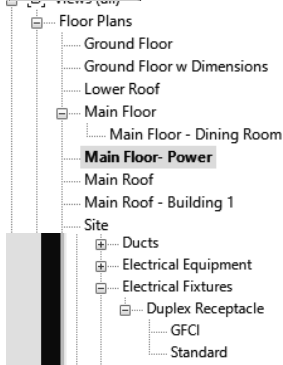 Views (all)
Floor Plans
Ground Floor
Ground Floor w Dimensions
Lower Roof
Main Floor
Main Floor - Dining Room
Main Floor- Power
Main Roof
Main Roof - Building 1
Site
Ducts
Electrical Equipment
Electrical Fixtures
Duplex Receptacle
GFCI
Standard